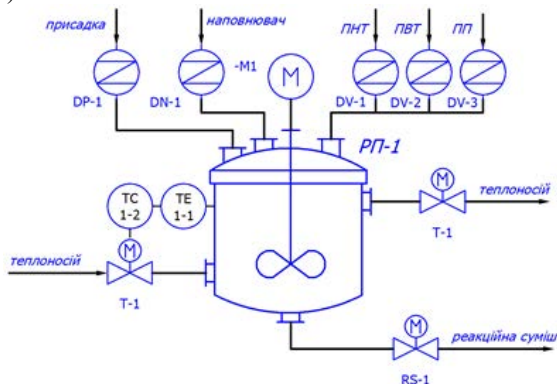 )
присадка
наповнювач
ПНТ
ПВТ
ПП
DP-1
DN-1
-M1
M
DV-1
DV-2
DV-3
РП-1
TC
1-2
TE
1-1
M
теплоносій
T-1
M
теплоносій
T-1
M
реакційна суміш
RS-1